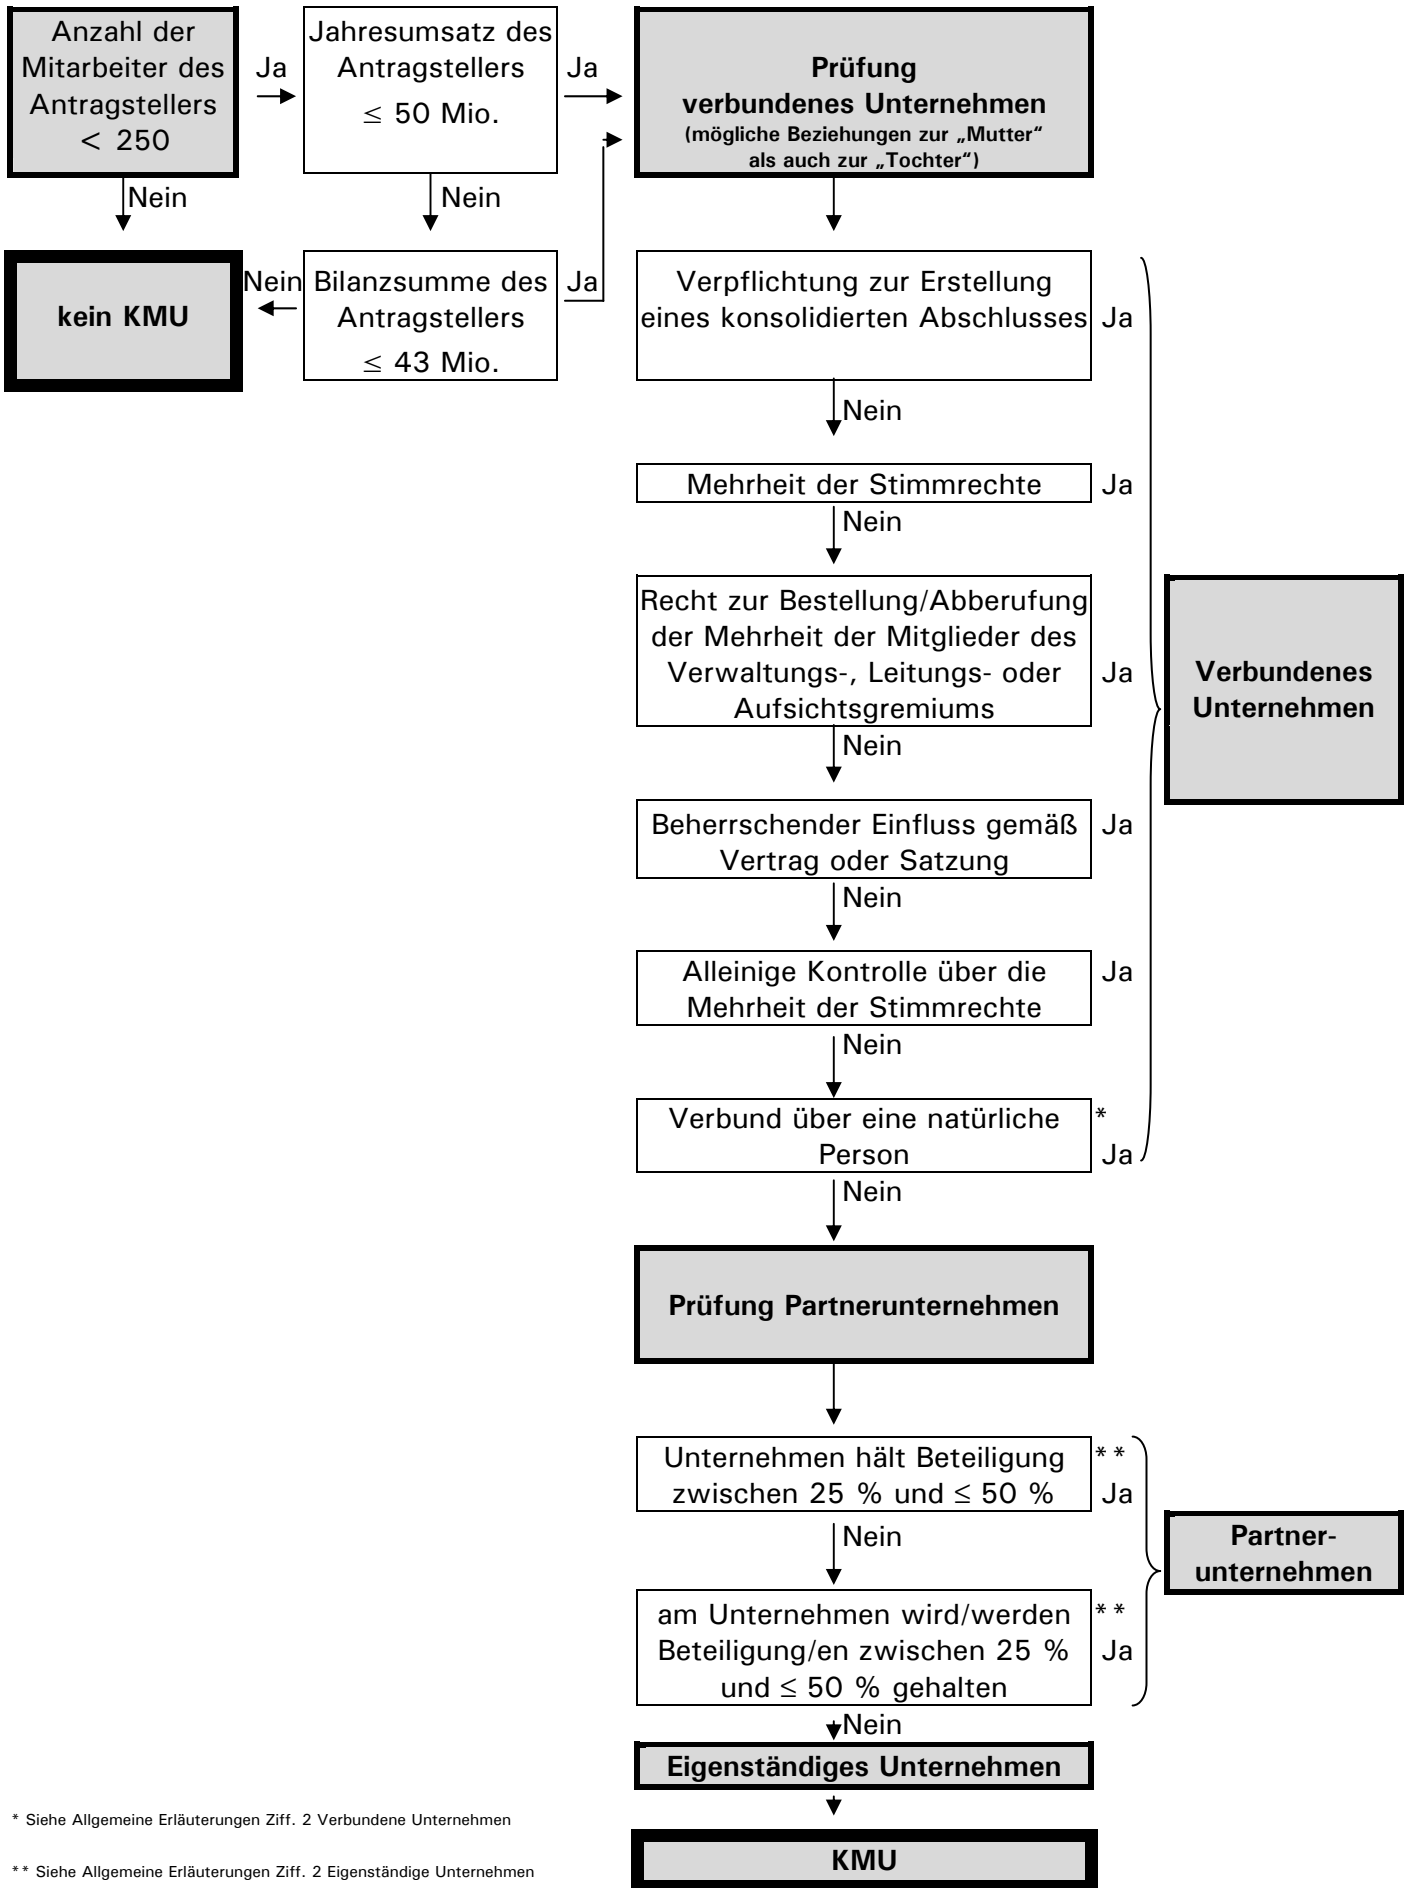 Anzahl der
Mitarbeiter des
Antragstellers
< 250
Ja
Jahresumsatz des
Antragstellers
≤ 50 Mio.
Ja
Prüfung
verbundenes Unternehmen
(mögliche Beziehungen zur „Mutter“
als auch zur „Tochter“)
Nein
Nein
kein KMU
Nein
Bilanzsumme des
Antragstellers
≤ 43 Mio.
Ja
Verpflichtung zur Erstellung
eines konsolidierten Abschlusses
Ja
Nein
Mehrheit der Stimmrechte
Ja
Nein
Recht zur Bestellung/Abberufung
der Mehrheit der Mitglieder des
Verwaltungs-, Leitungs- oder
Aufsichtsgremiums
Ja
Verbundenes
Unternehmen
Nein
Beherrschender Einfluss gemäß
Vertrag oder Satzung
Ja
Nein
Alleinige Kontrolle über die
Mehrheit der Stimmrechte
Ja
Nein
Verbund über eine natürliche
Person
*
Ja
Nein
Prüfung Partnerunternehmen
Unternehmen hält Beteiligung
zwischen 25 % und ≤ 50 %
**
Ja
Nein
Partner-
unternehmen
am Unternehmen wird/werden
Beteiligung/en zwischen 25 %
und ≤ 50 % gehalten
**
Ja
Nein
Eigenständiges Unternehmen
KMU
* Siehe Allgemeine Erläuterungen Ziff. 2 Verbundene Unternehmen
** Siehe Allgemeine Erläuterungen Ziff. 2 Eigenständige Unternehmen